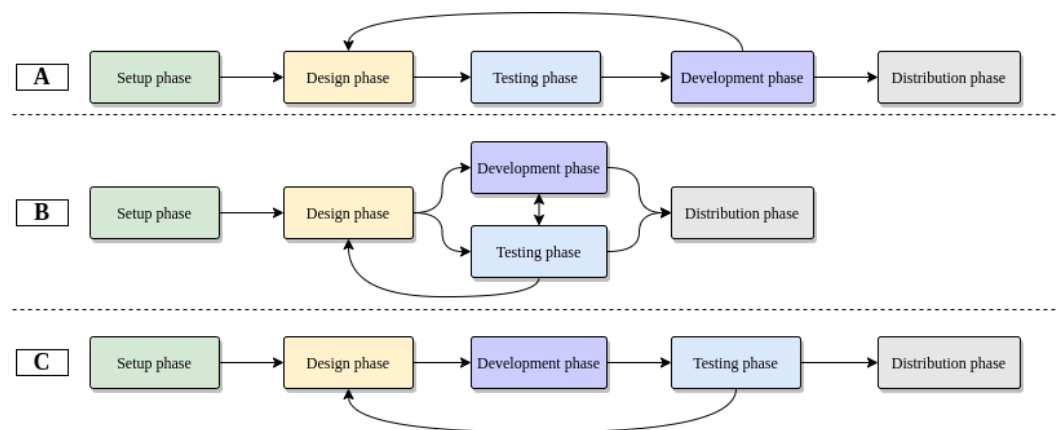 A
Setup phase
Design phase
Testing phase
Development phase
Distribution phase
B
Setup phase
Design phase
Development phase
Testing phase
Distribution phase
C
Setup phase
Design phase
Development phase
Testing phase
Distribution phase